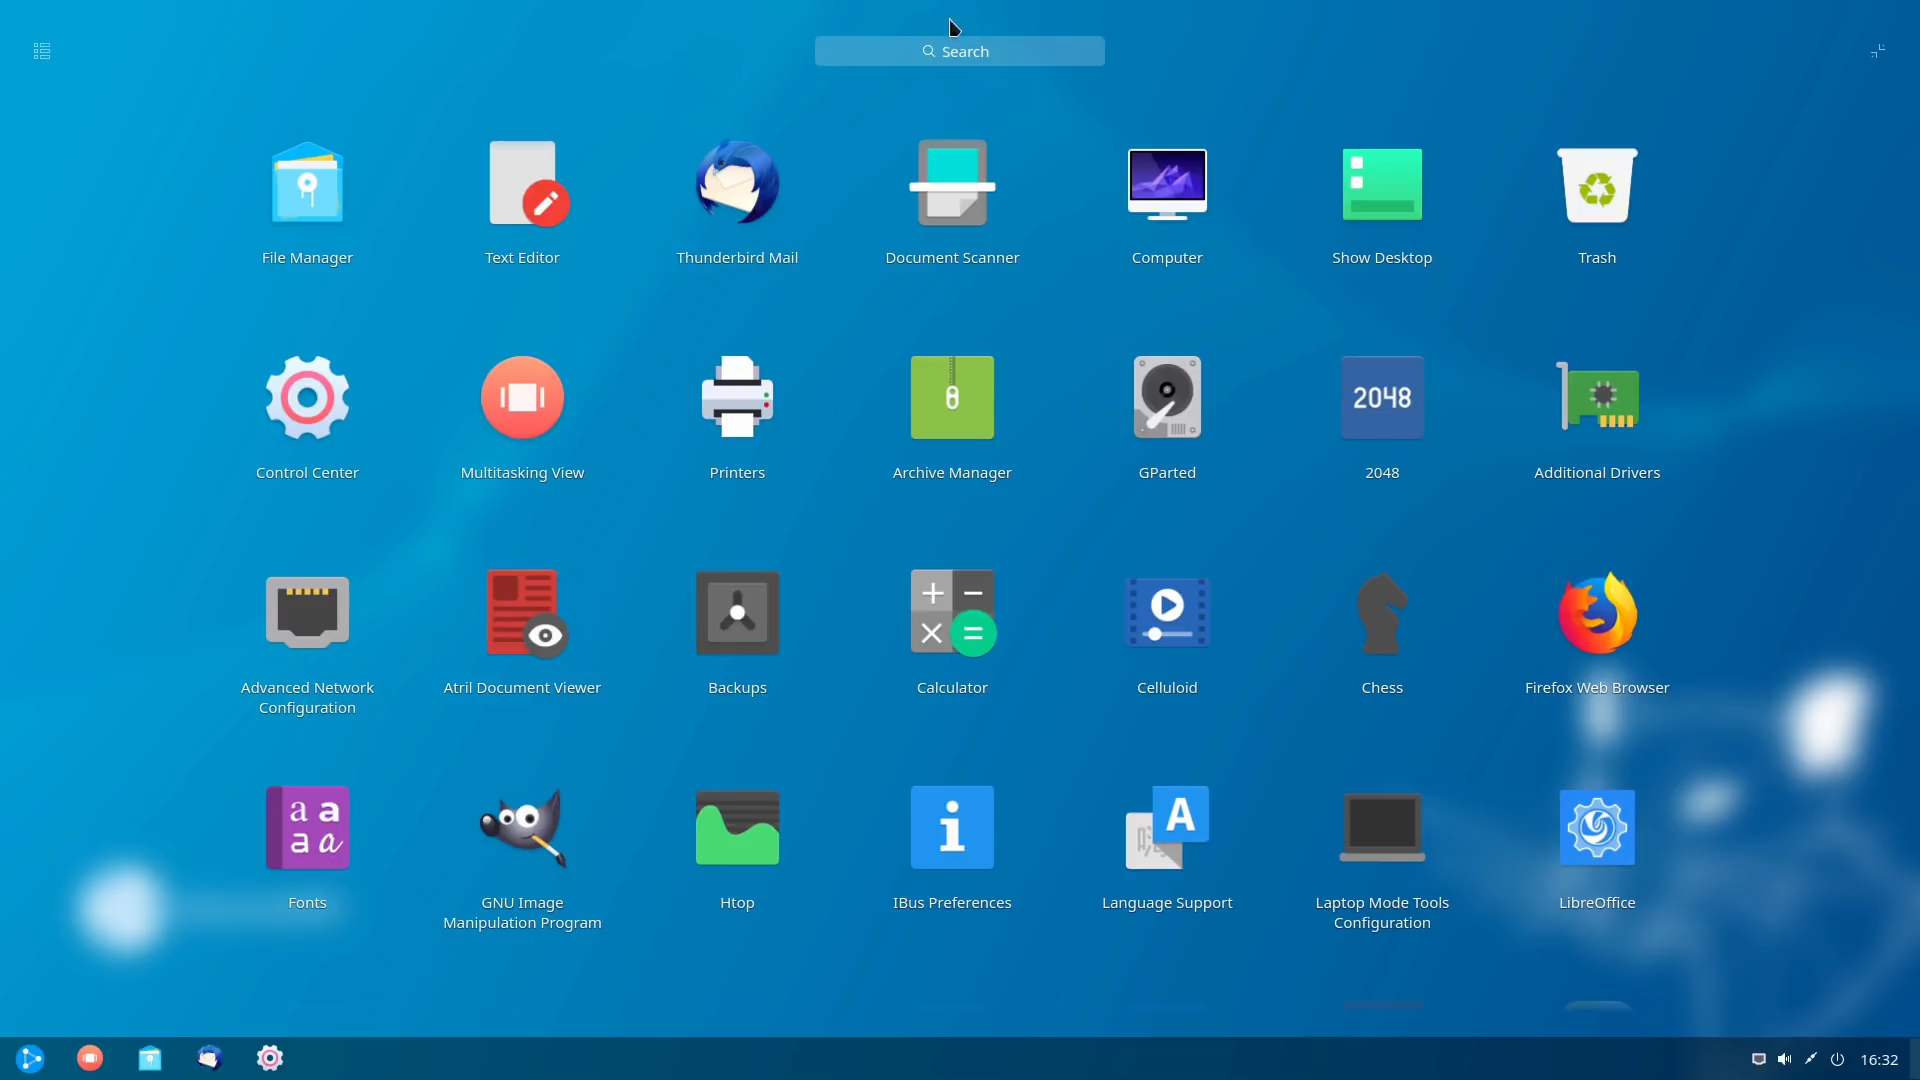 Search
File Manager
Text Editor
Thunderbird Mail
Document Scanner
Computer
Show Desktop
Trash
Control Center
Multitasking View
Printers
Archive Manager
GParted
2048
2048
Additional Drivers
Advanced Network
Configuration
Atril Document Viewer
Backups
Calculator
Celluloid
Chess
Firefox Web Browser
a a
a a
Fonts
GNU Image
Manipulation Program
Htop
i
IBus Preferences
A
Language Support
Laptop Mode Tools
Configuration
LibreOffice
16:32